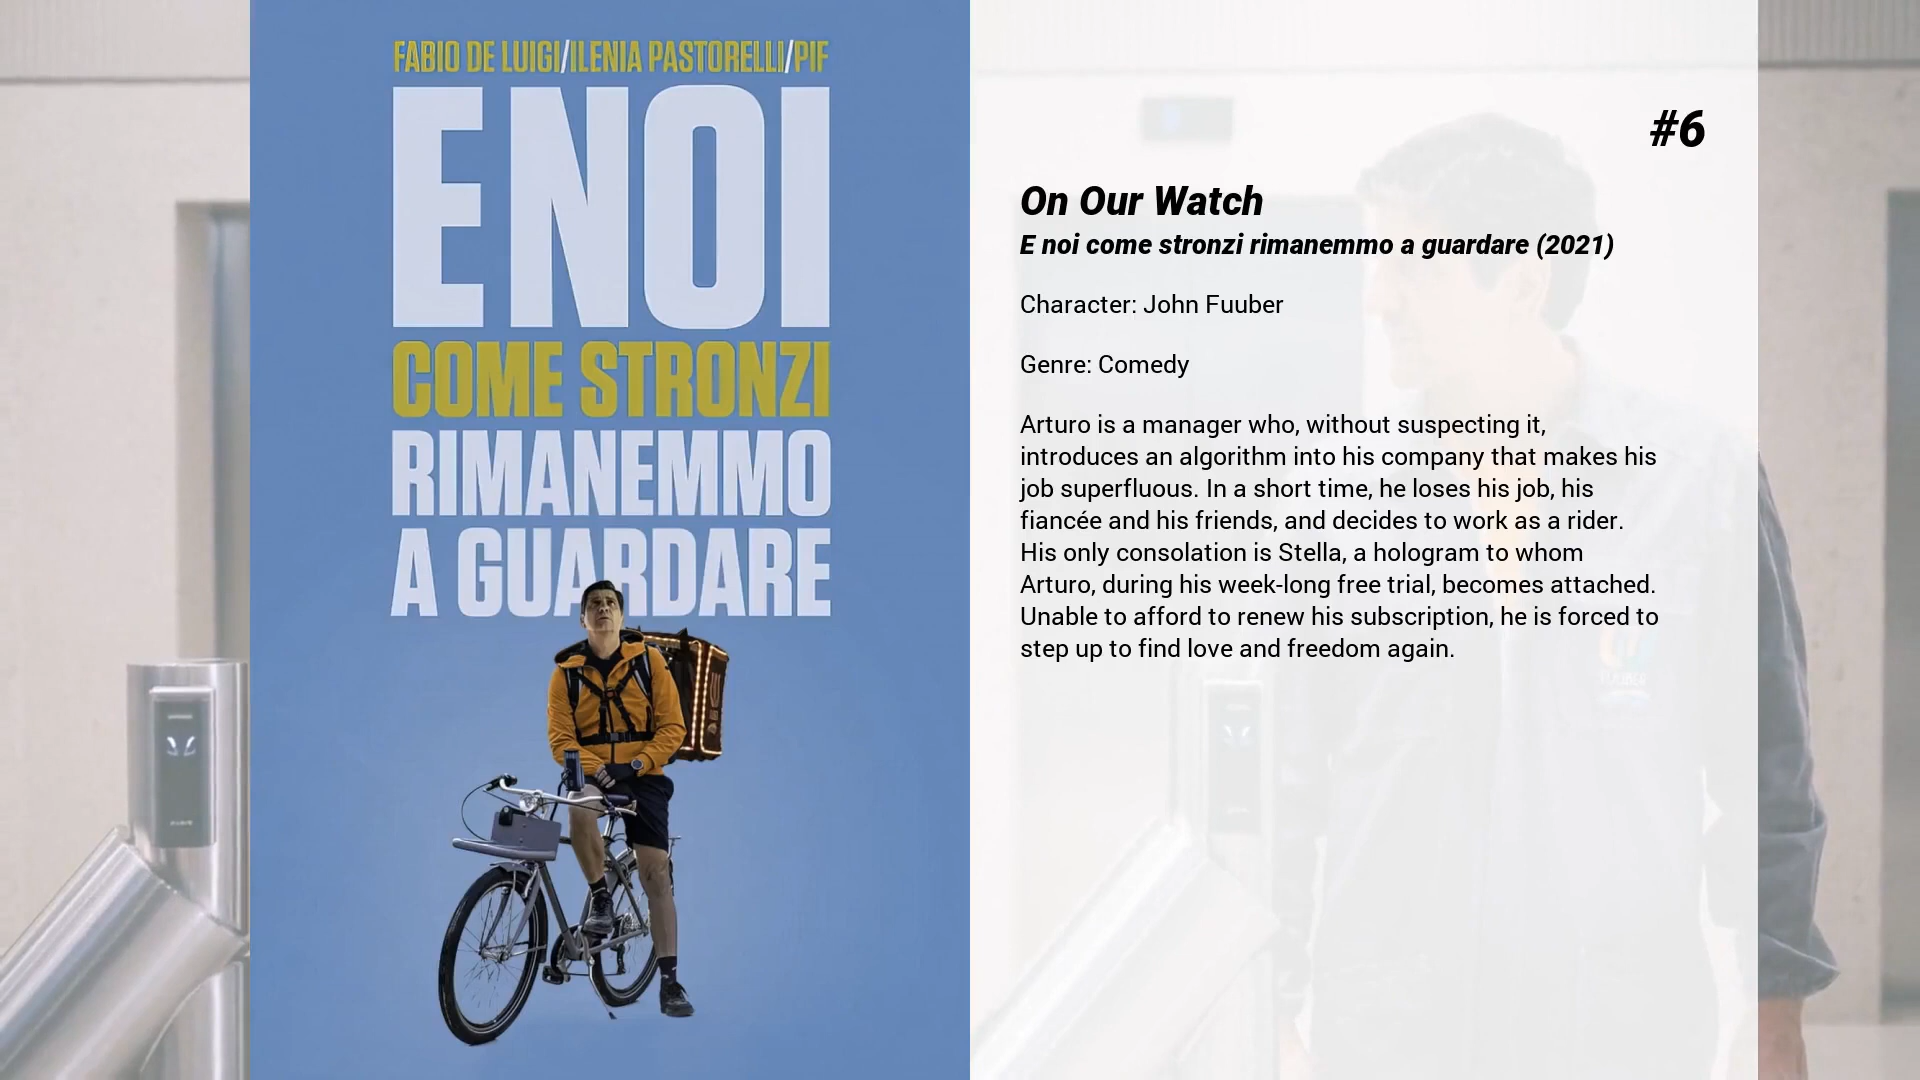 FABIO DE LUIGI/ILENIA PASTORELLI/PIF
E NOI
COME STRONZI
RIMANEMMO
A GUARDARE
#6
On Our Watch
E noi come stronzi rimanemmo a guardare (2021)
Character: John Fuuber
Genre: Comedy
Arturo is a manager who, without suspecting it,
introduces an algorithm into his company that makes his
job superfluous. In a short time, he loses his job, his
fiancée and his friends, and decides to work as a rider.
His only consolation is Stella, a hologram to whom
Arturo, during his week-long free trial, becomes attached.
Unable to afford to renew his subscription, he is forced to
step up to find love and freedom again.
FUUBER